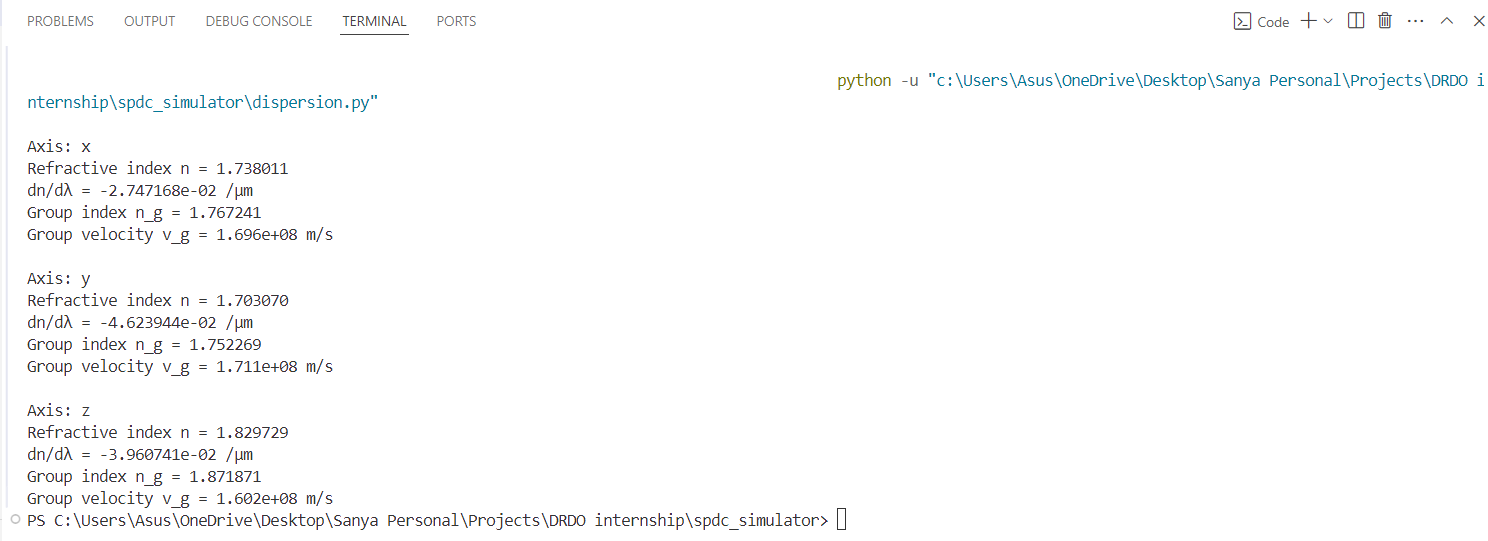 PROBLEMS OUTPUT DEBUG CONSOLE TERMINAL PORTS Code
python -u "c:\Users\Asus\OneDrive\Desktop\Sanya Personal\Projects\DRDO i
nternship\spdc_simulator\dispersion.py"
Axis: x
Refractive index n = 1.738011
dn/dλ = -2.747168e-02 /µm
Group index n_g = 1.767241
Group velocity v_g = 1.696e+08 m/s
Axis: y
Refractive index n = 1.703070
dn/dλ = -4.623944e-02 /µm
Group index n_g = 1.752269
Group velocity v_g = 1.711e+08 m/s
Axis: z
Refractive index n = 1.829729
dn/dλ = -3.960741e-02 /µm
Group index n_g = 1.871871
Group velocity v_g = 1.602e+08 m/s
PS C:\Users\Asus\OneDrive\Desktop\Sanya Personal\Projects\DRDO internship\spdc_simulator>